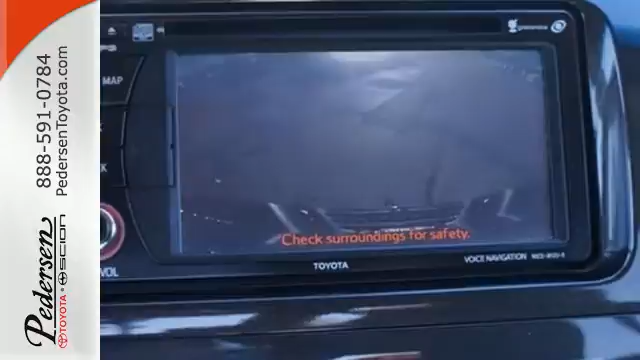 888-591-0784
PedersenToyota.com
Pedersen
TOYOTA • SCION
MAP
VOL
Check surroundings for safety.
TOYOTA
VOICE NAVIGATION